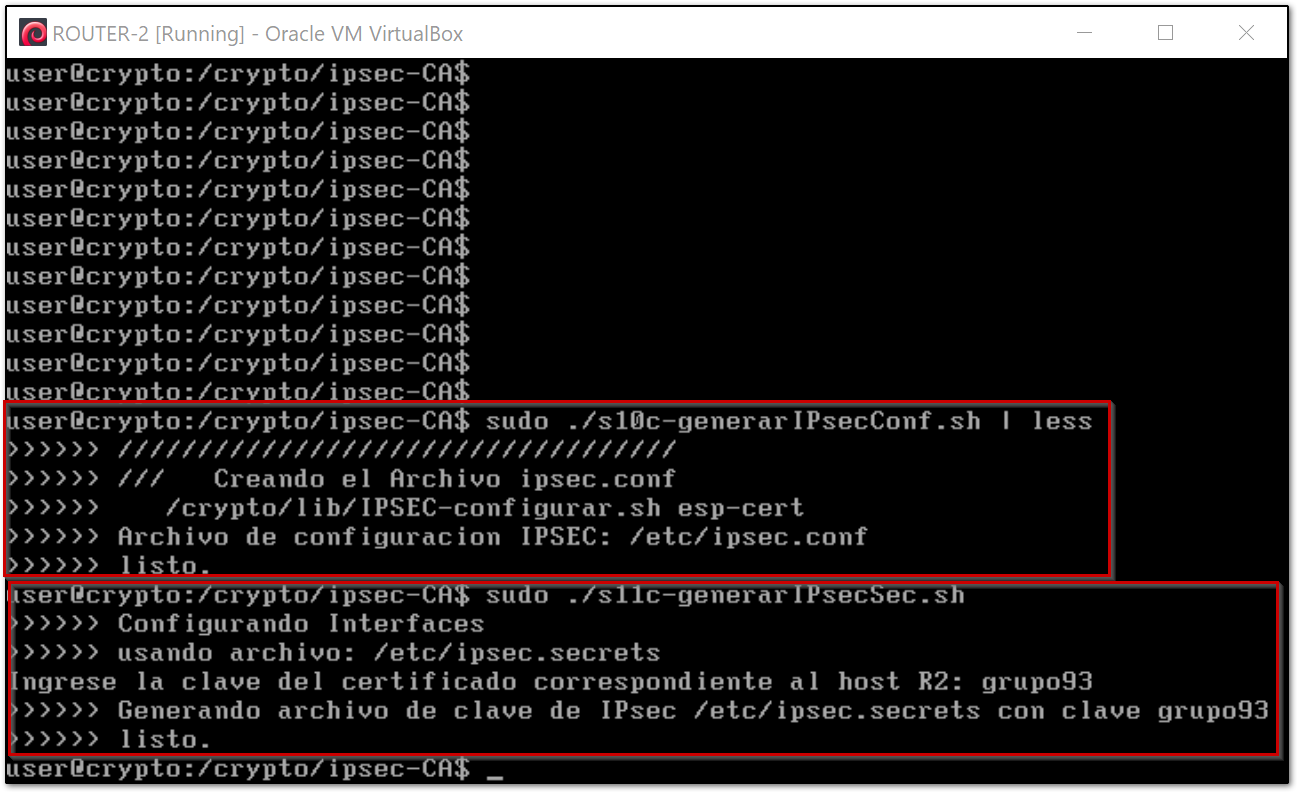 ROUTER-2 [Running] - Oracle VM VirtualBox
user@crypto:/crypto/ipsec-CA$
user@crypto:/crypto/ipsec-CA$
user@crypto:/crypto/ipsec-CA$
user@crypto:/crypto/ipsec-CA$
user@crypto:/crypto/ipsec-CA$
user@crypto:/crypto/ipsec-CA$
user@crypto:/crypto/ipsec-CA$
user@crypto:/crypto/ipsec-CA$
user@crypto:/crypto/ipsec-CA$
user@crypto:/crypto/ipsec-CA$
user@crypto:/crypto/ipsec-CA$
user@crypto:/crypto/ipsec-CA$
user@crypto:/crypto/ipsec-CA$ sudo ./s10c-generarIPsecConf.sh | less
>>>>>> ///////////////////////////////////
>>>>>> ///   Creando el Archivo ipsec.conf
>>>>>>    /crypto/lib/IPSEC-configurar.sh esp-cert
>>>>>> Archivo de configuracion IPSEC: /etc/ipsec.conf
>>>>>> listo.
user@crypto:/crypto/ipsec-CA$ sudo ./s11c-generarIPsecSec.sh
>>>>>> Configurando Interfaces
>>>>>> usando archivo: /etc/ipsec.secrets
Ingrese la clave del certificado correspondiente al host R2: grupo93
>>>>>> Generando archivo de clave de IPsec /etc/ipsec.secrets con clave grupo93
>>>>>> listo.
user@crypto:/crypto/ipsec-CA$ _